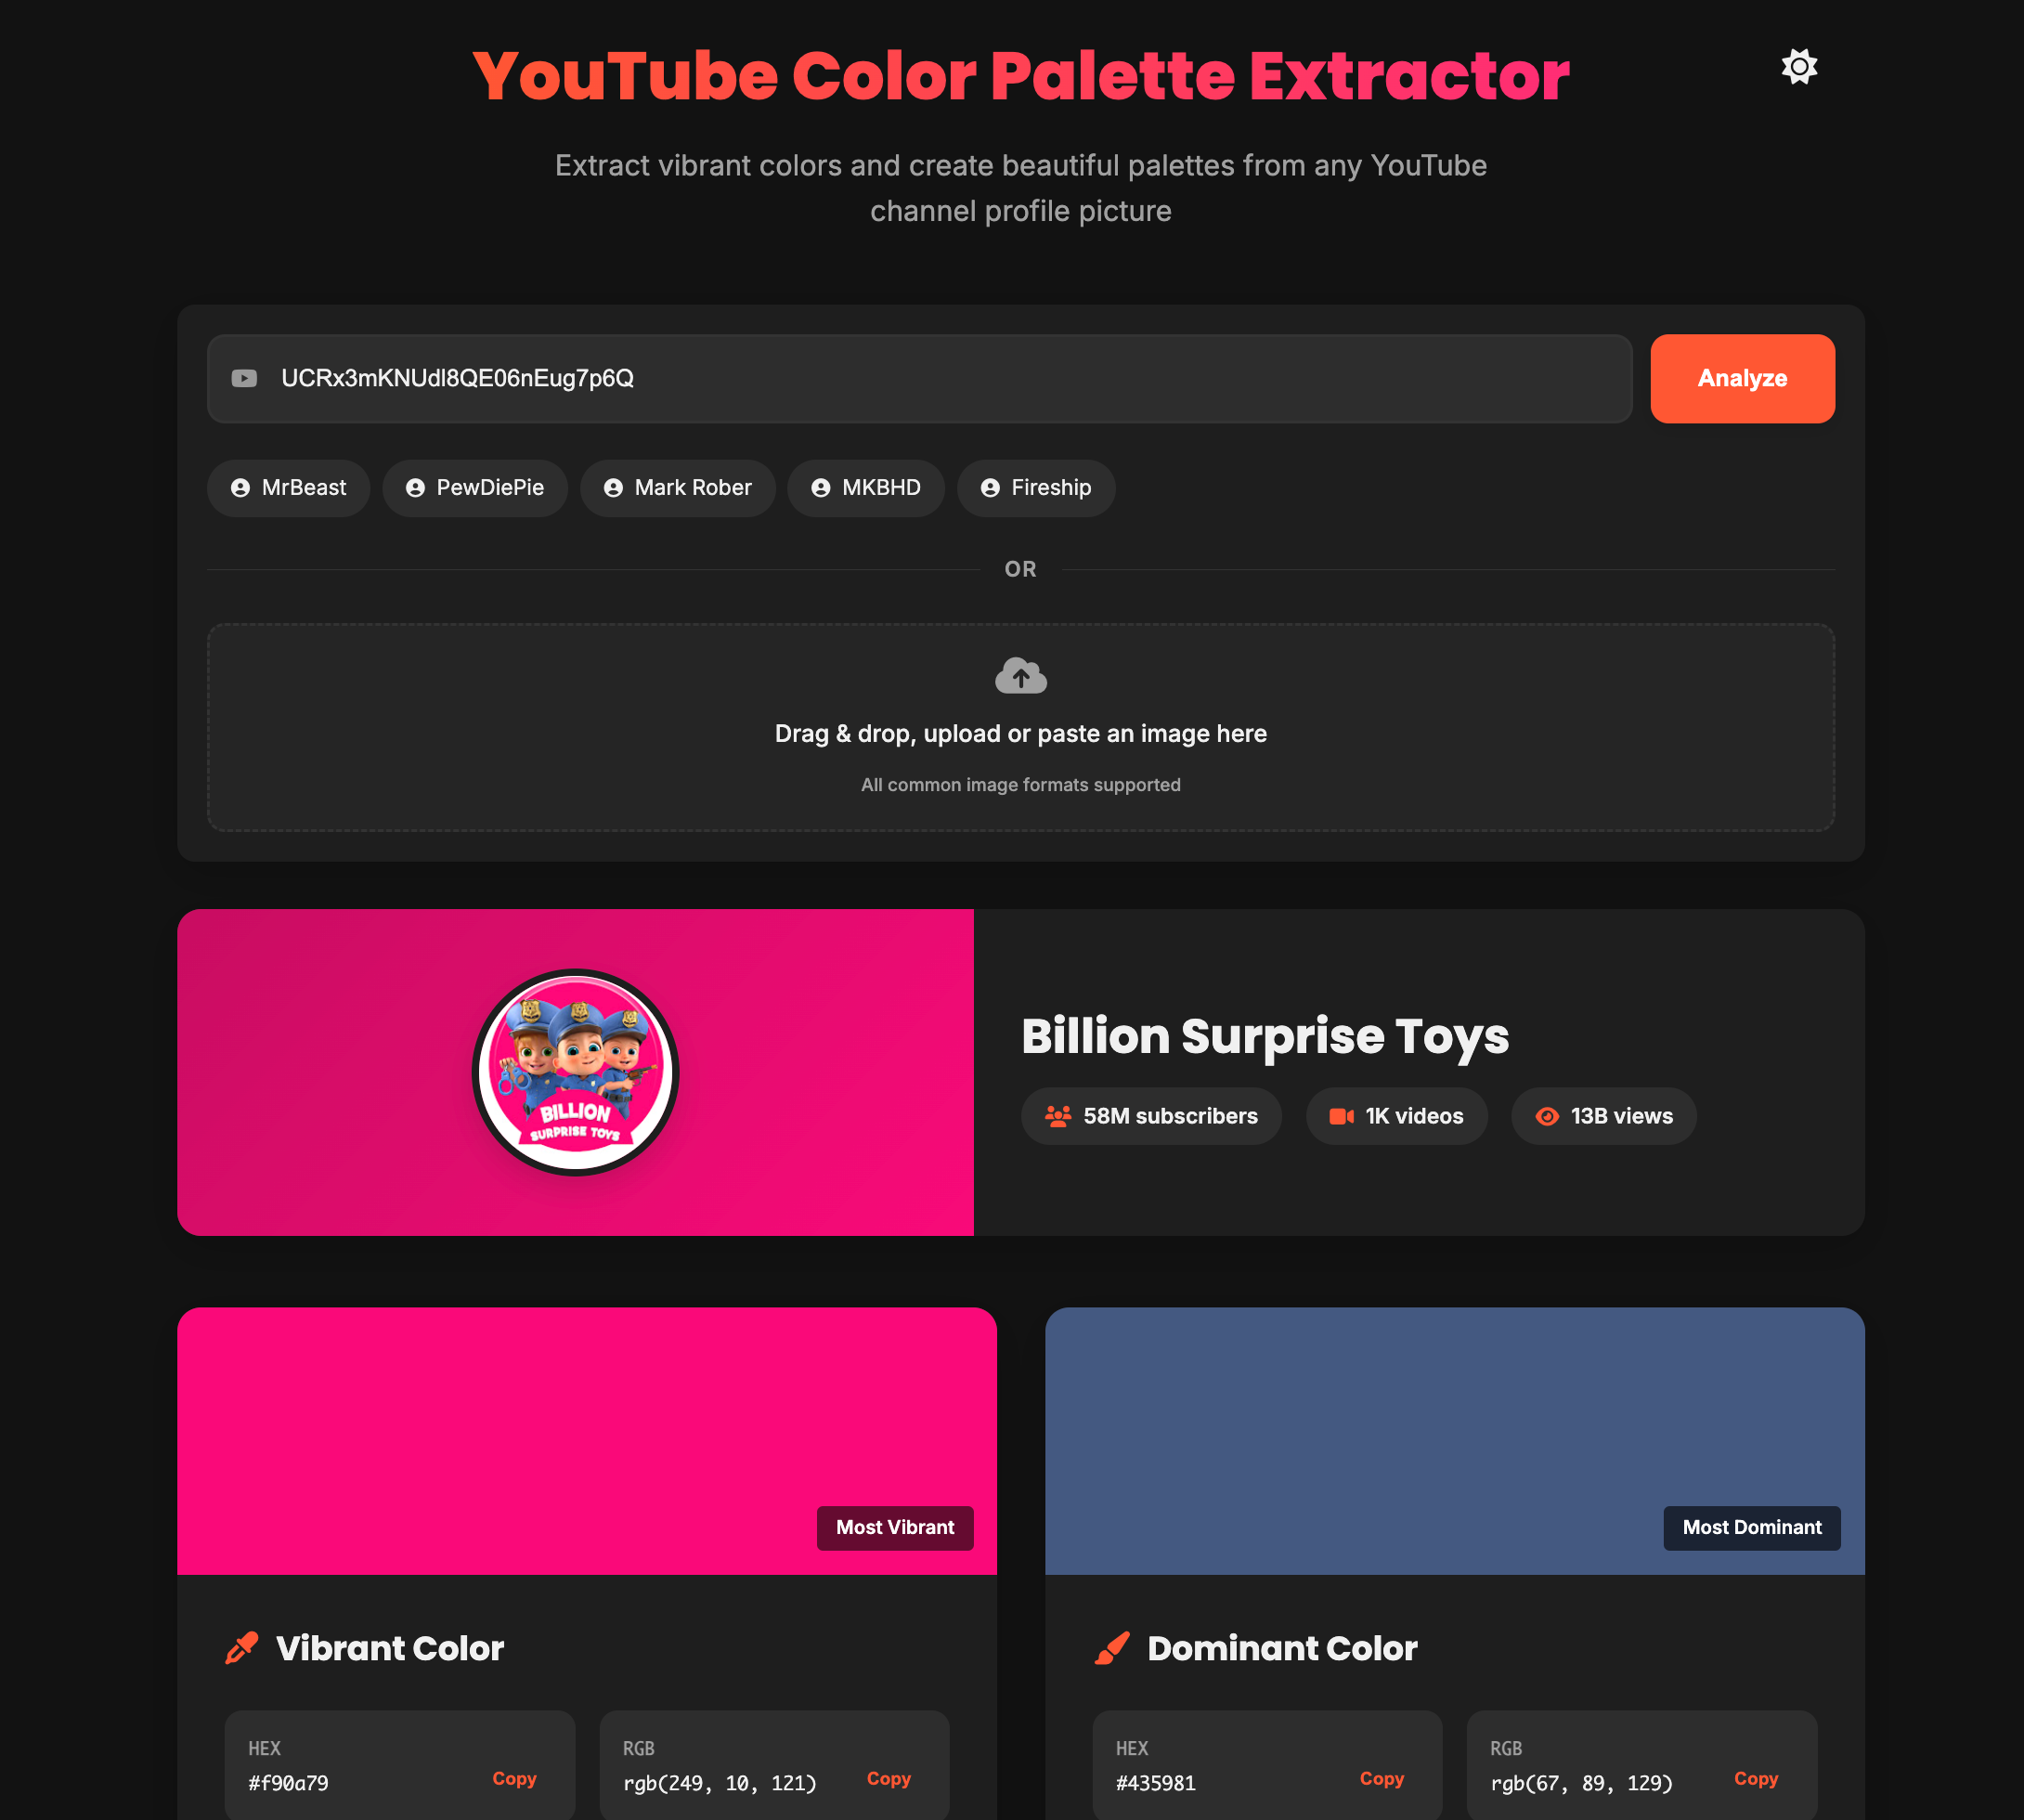 YouTube Color Palette Extractor
Extract vibrant colors and create beautiful palettes from any YouTube
channel profile picture
UCRx3mKNUdl8QE06nEug7p6Q
Analyze
MrBeast
PewDiePie
Mark Rober
MKBHD
Fireship
OR
Drag & drop, upload or paste an image here
All common image formats supported
BILLION
SURPRISE TOYS
Billion Surprise Toys
58M subscribers
1K videos
13B views
Most Vibrant
Most Dominant
Vibrant Color
HEX
#f90a79
Copy
RGB
rgb(249, 10, 121)
Copy
Dominant Color
HEX
#435981
Copy
RGB
rgb(67, 89, 129)
Copy